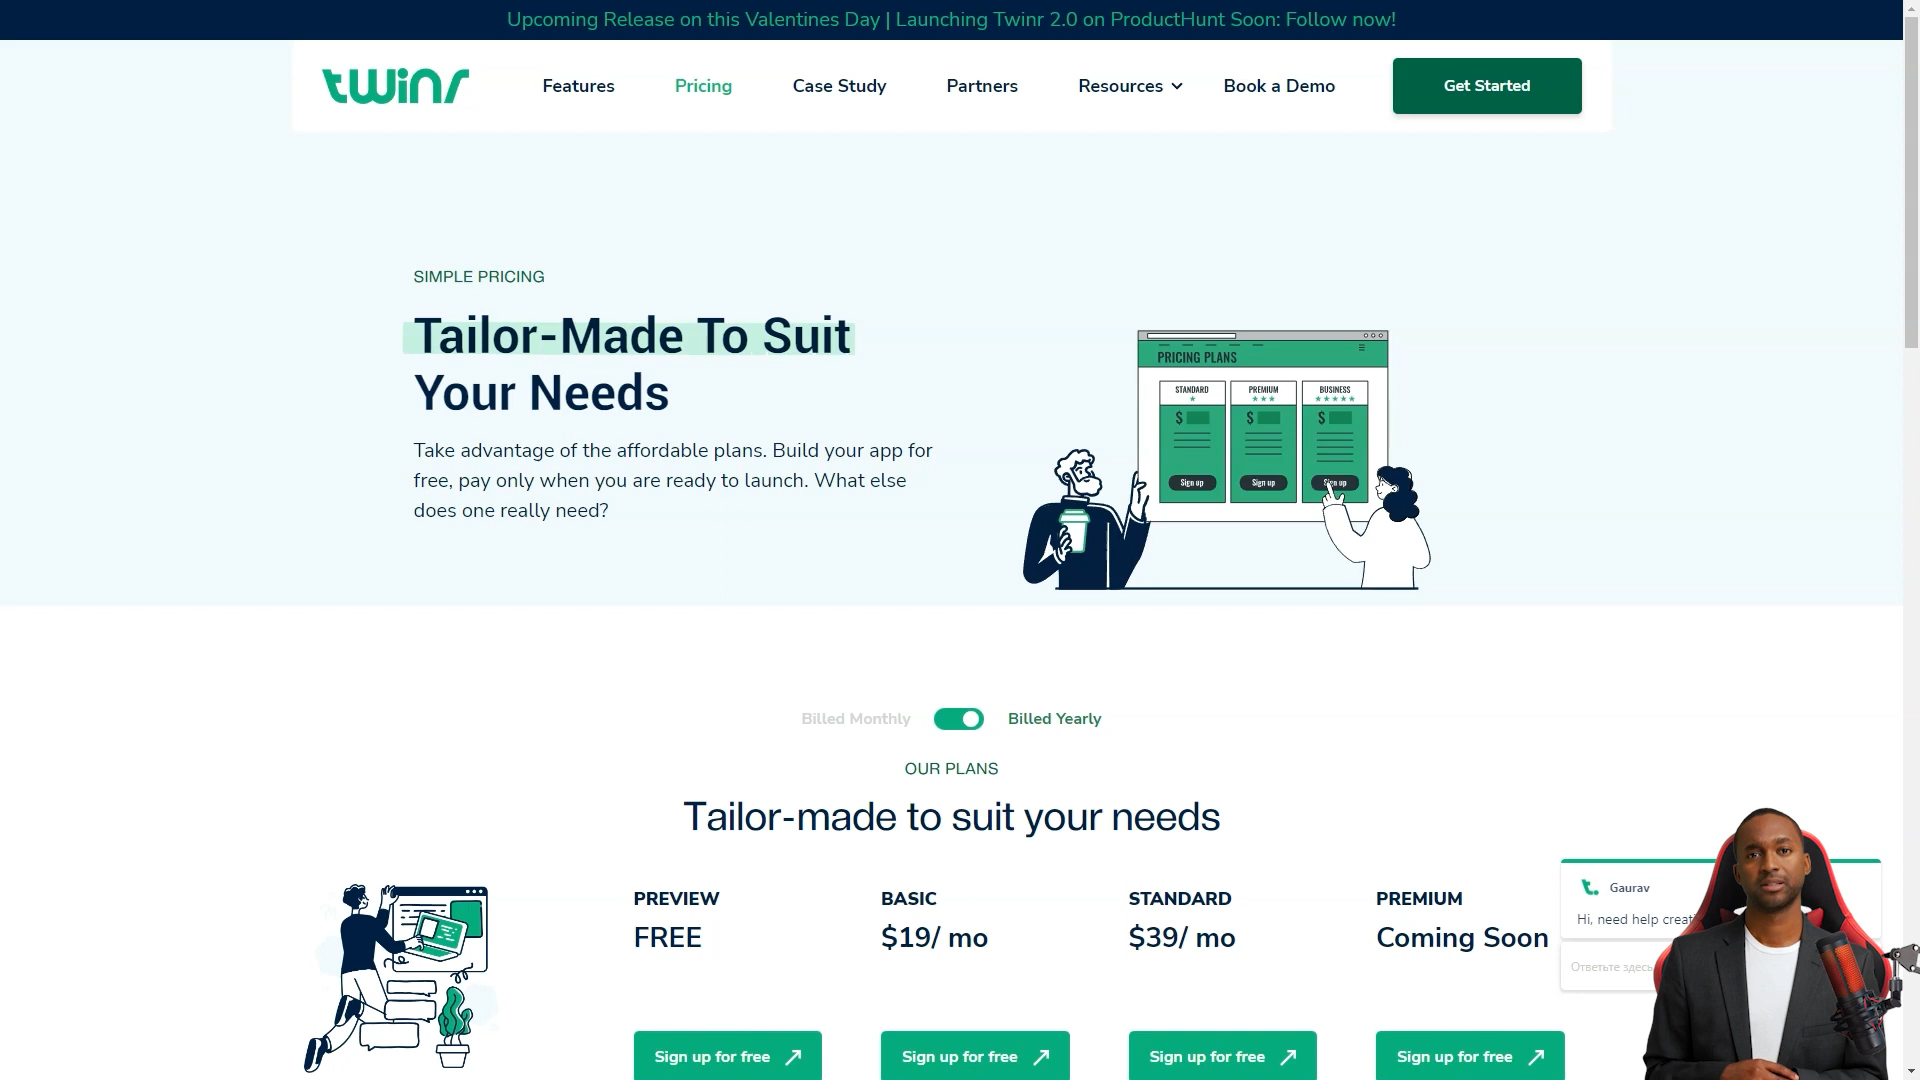 Upcoming Release on this Valentines Day | Launching Twinr 2.0 on ProductHunt Soon: Follow now!
twinr
Features
Pricing
Case Study
Partners
Resources
Book a Demo
Get Started
SIMPLE PRICING
Tailor-Made To Suit
Your Needs
Take advantage of the affordable plans. Build your app for
free, pay only when you are ready to launch. What else
does one really need?
PRICING PLANS
STANDARD
PREMIUM
BUSINESS
$
$
$
Sign up
Sign up
Sign up
Billed Monthly
Billed Yearly
OUR PLANS
Tailor-made to suit your needs
PREVIEW
FREE
Sign up for free
BASIC
$19/ mo
Sign up for free
STANDARD
$39/ mo
Sign up for free
PREMIUM
Coming Soon
Sign up for free
t.
Gaurav
Hi, need help
Ответьте здесь